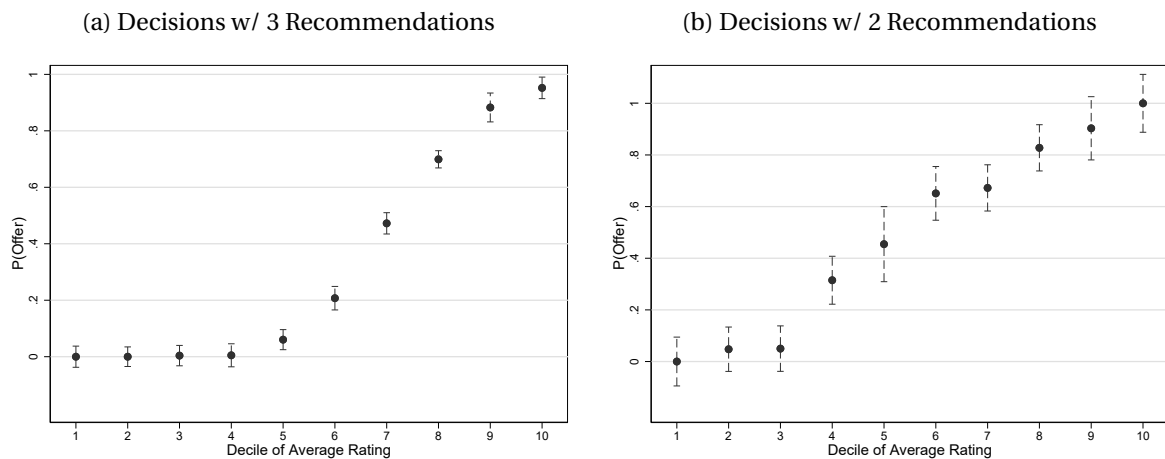 (a) Decisions w/ 3 Recommendations
P(Offer)
1
.8
.6
.4
.2
0
1 2 3 4 5 6 7 8 9 10
Decile of Average Rating
(b) Decisions w/ 2 Recommendations
P(Offer)
1
.8
.6
.4
.2
0
1 2 3 4 5 6 7 8 9 10
Decile of Average Rating